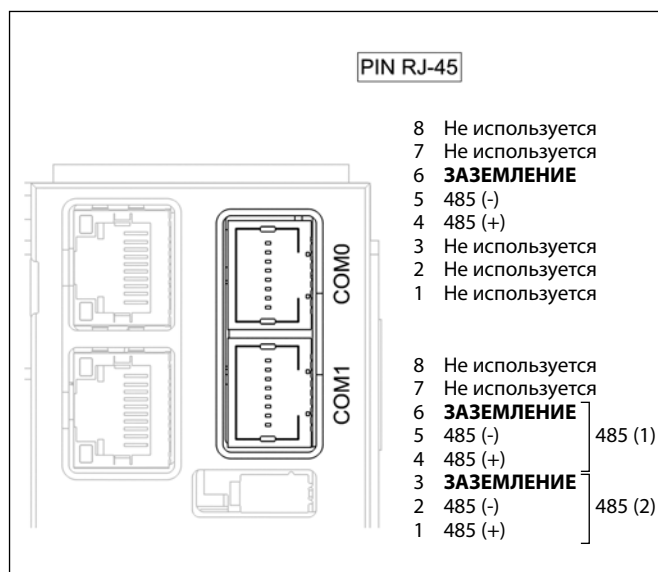 PIN RJ-45
COM0
8 Не используется
7 Не используется
6 ЗАЗЕМЛЕНИЕ
5 485 (-)
4 485 (+)
3 Не используется
2 Не используется
1 Не используется
COM1
8 Не используется
7 Не используется
6 ЗАЗЕМЛЕНИЕ
5 485 (-) 485 (1)
4 485 (+)
3 ЗАЗЕМЛЕНИЕ
2 485 (-) 485 (2)
1 485 (+)